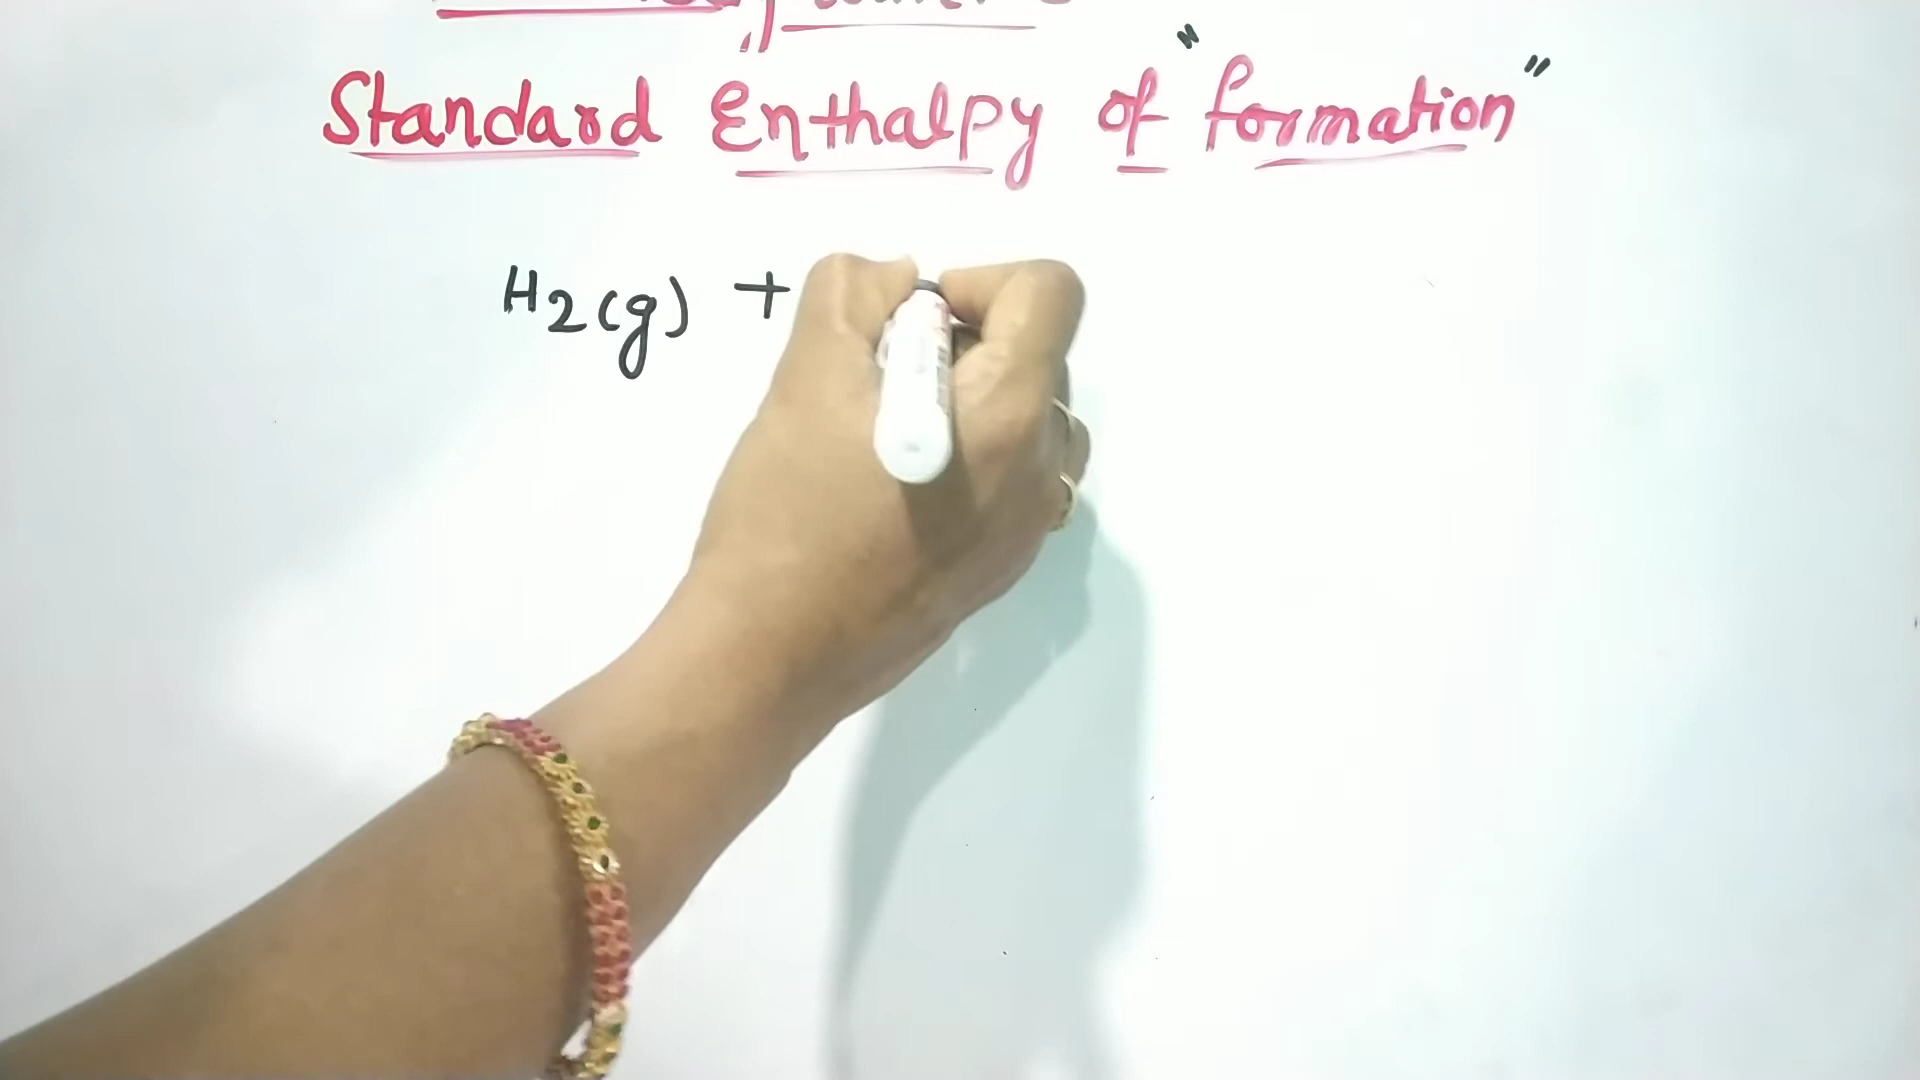 Standard Enthalpy of "formation"
H2(g) +